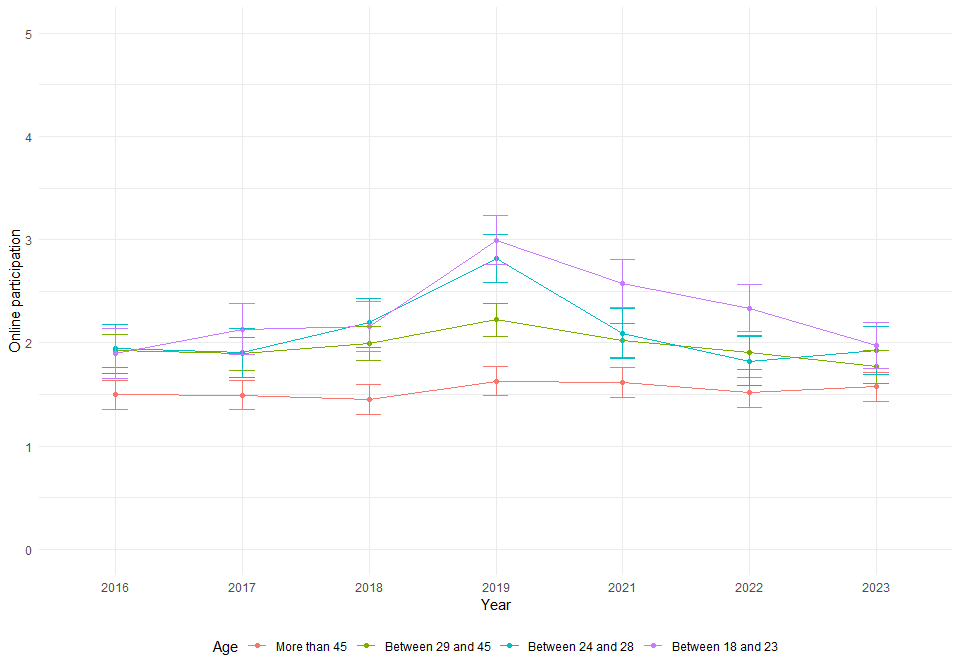 5
4
3
2
1
0
Online participation
2016 2017 2018 2019 2021 2022 2023
Year
Age More than 45 Between 29 and 45 Between 24 and 28 Between 18 and 23